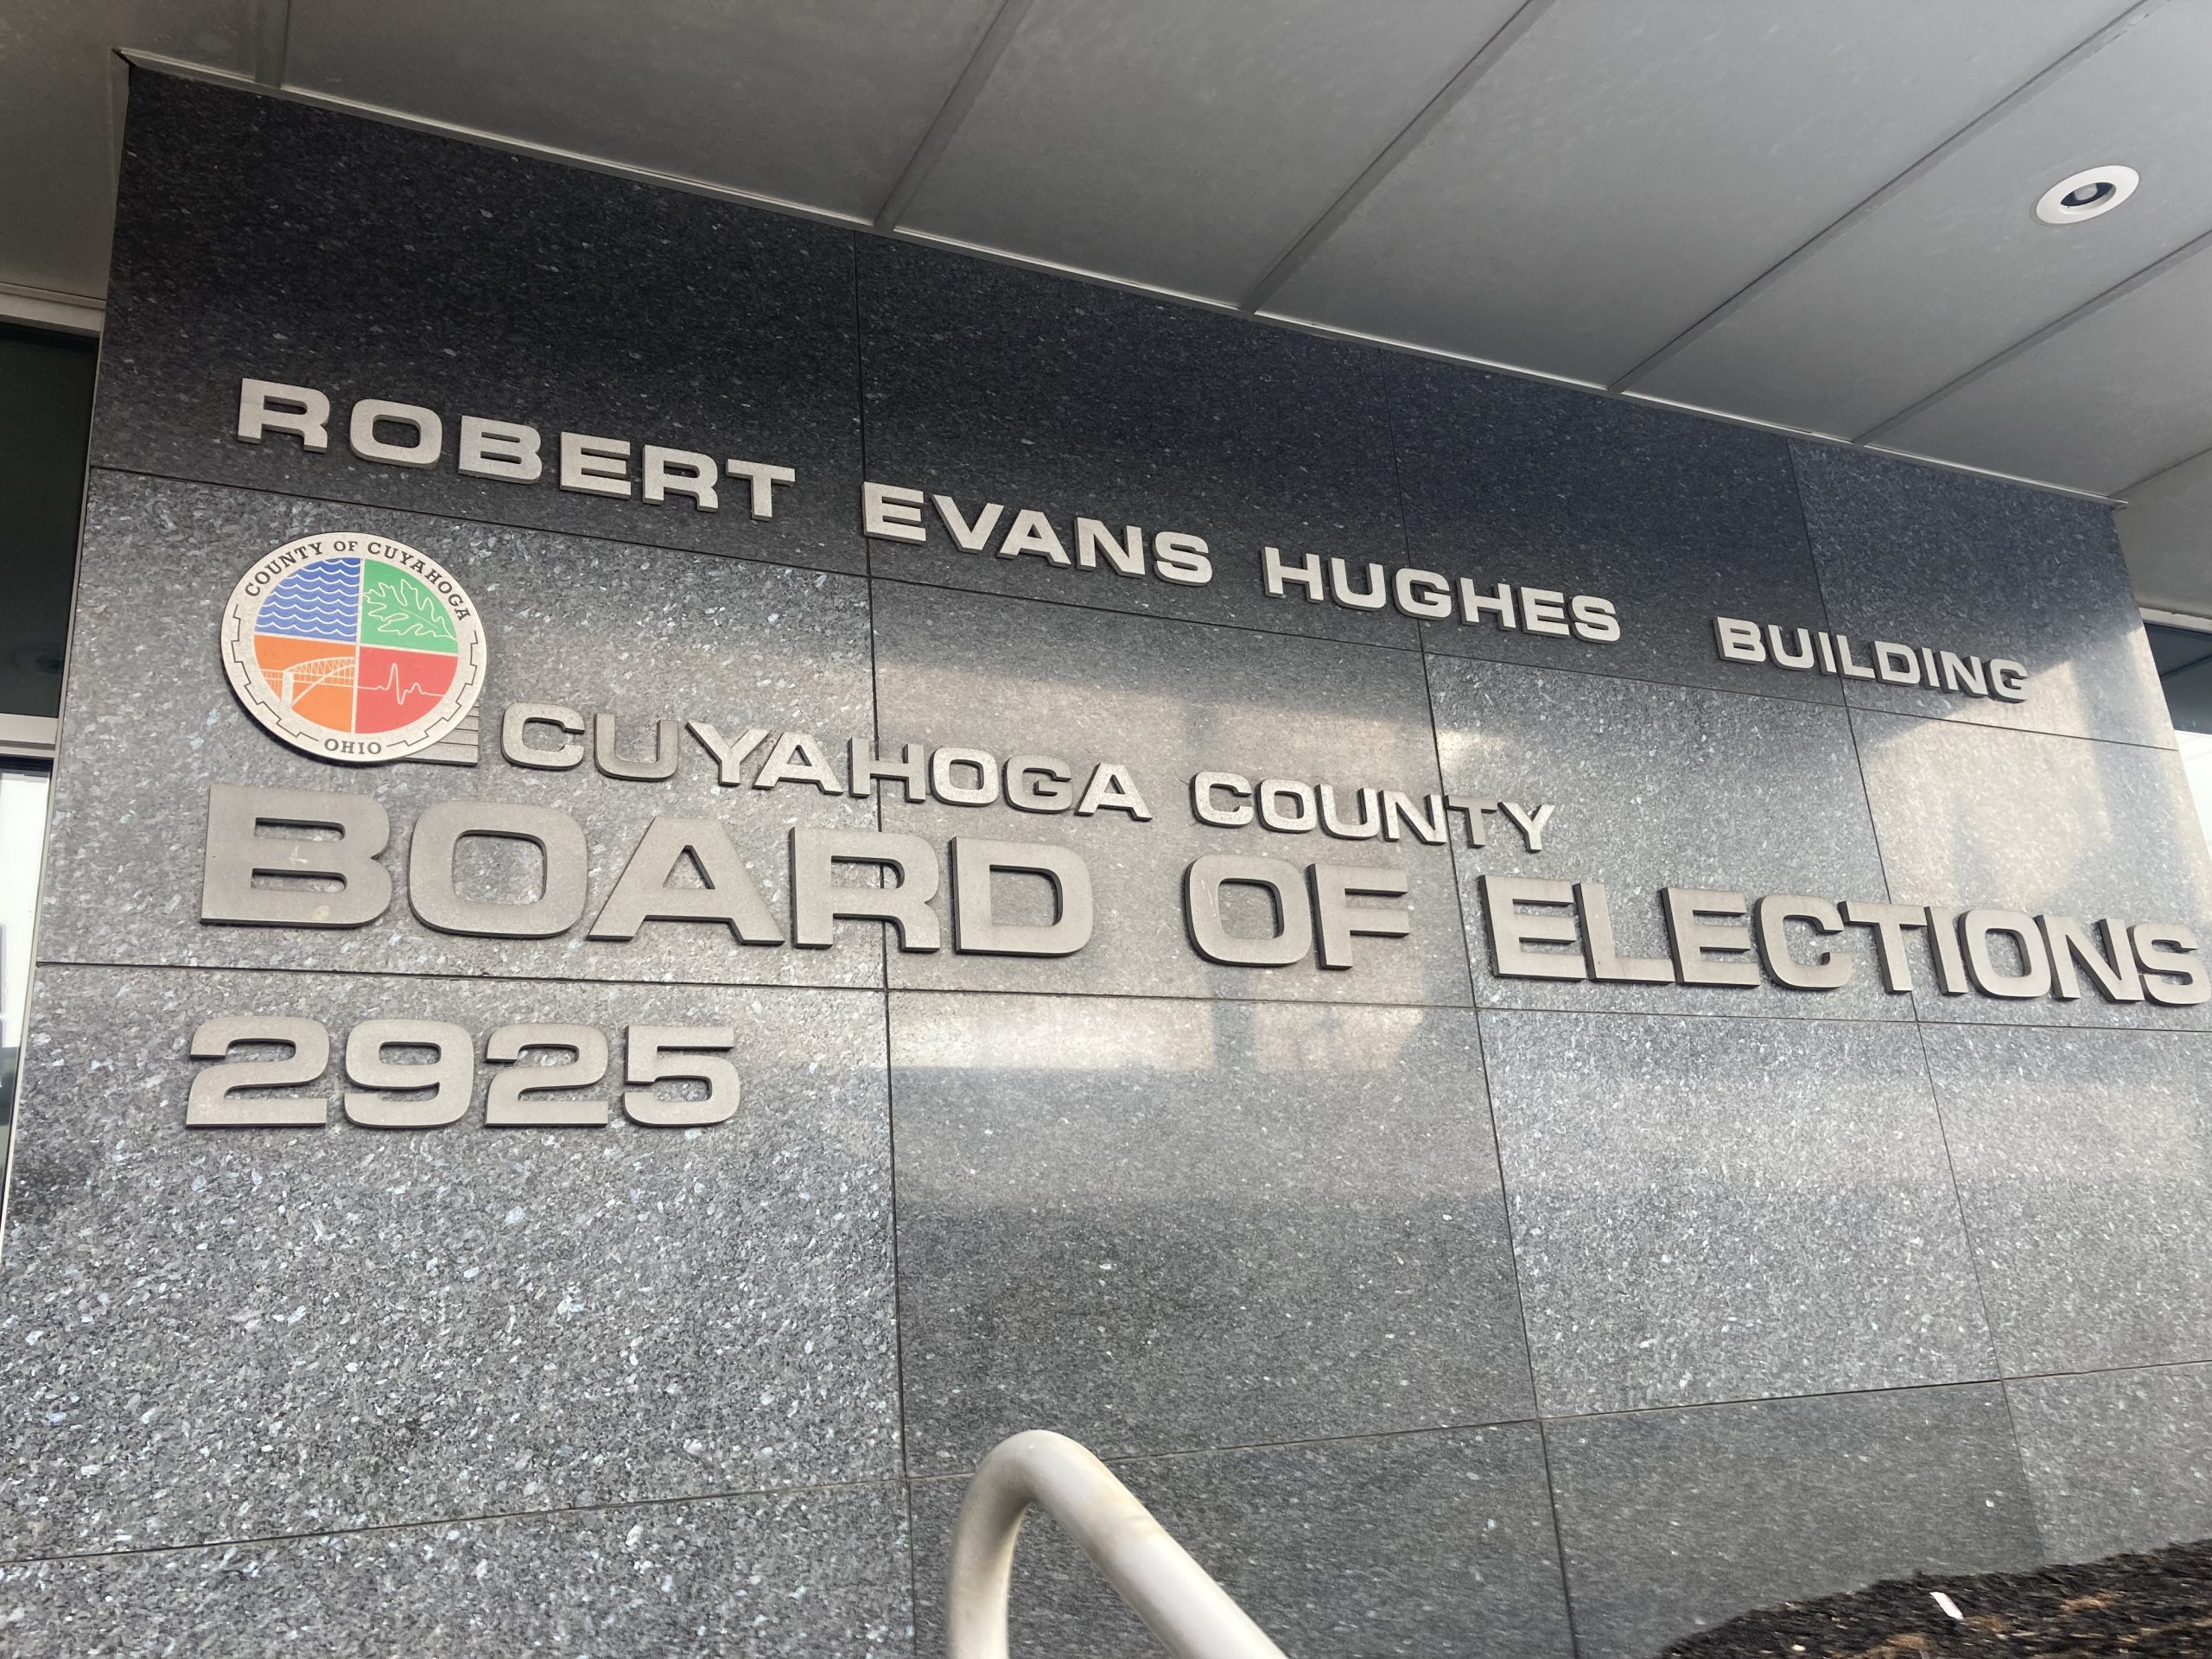 ROBERT EVANS HUGHES BUILDING
COUNTY OF CUYAHOGA
OHIO
CUYAHOGA COUNTY
BOARD OF ELECTIONS
2925